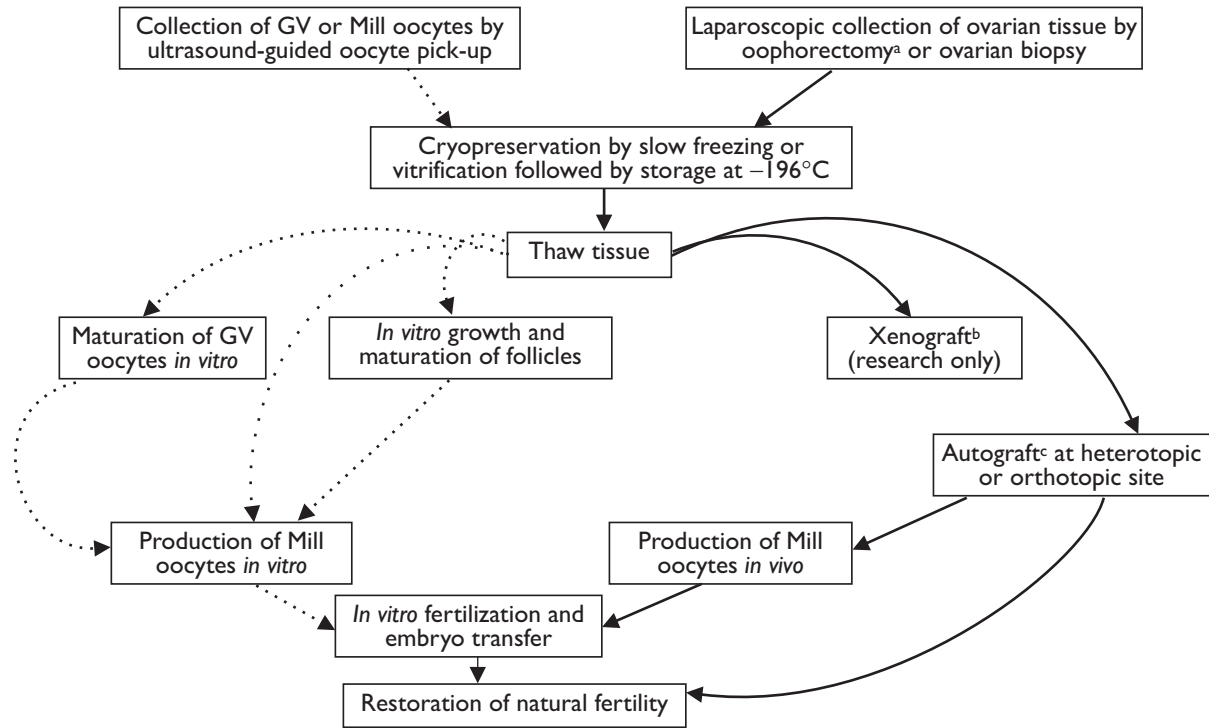 Collection of GV or Mill oocytes by
ultrasound-guided oocyte pick-up
Laparoscopic collection of ovarian tissue by
oophorectomyᵃ or ovarian biopsy
Cryopreservation by slow freezing or
vitrification followed by storage at –196°C
Thaw tissue
Maturation of GV
oocytes in vitro
In vitro growth and
maturation of follicles
Xenograftᵇ
(research only)
Autograftᶜ at heterotopic
or orthotopic site
Production of Mill
oocytes in vitro
Production of Mill
oocytes in vivo
In vitro fertilization and
embryo transfer
Restoration of natural fertility